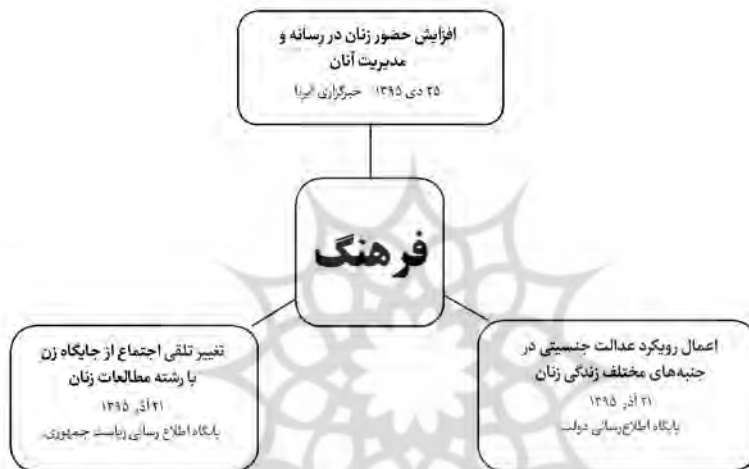 افزایش حضور زنان در رسانه و
مدیریت آنان
۲۵ دی ۱۳۹۵ خبرگزاری ایرنا
فرهنگ
اعمال رویکرد عدالت جنسیتی در
جنبه‌های مختلف زندگی زنان
۲۱ آذر ۱۳۹۵
پایگاه اطلاع‌رسانی دولت
تغییر تلقی اجتماع از جایگاه زن
با رشته مطالعات زنان
۲۱ آذر ۱۳۹۵
پایگاه اطلاع رسانی ریاست جمهوری